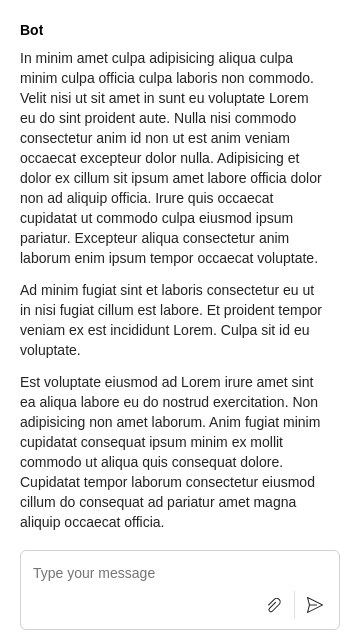 Bot
In minim amet culpa adipisicing aliqua culpa
minim culpa officia culpa laboris non commodo.
Velit nisi ut sit amet in sunt eu voluptate Lorem
eu do sint proident aute. Nulla nisi commodo
consectetur anim id non ut est anim veniam
occaecat excepteur dolor nulla. Adipisicing et
dolor ex cillum sit ipsum amet labore officia dolor
non ad aliquip officia. Irure quis occaecat
cupidatat ut commodo culpa eiusmod ipsum
pariatur. Excepteur aliqua consectetur anim
laborum enim ipsum tempor occaecat voluptate.
Ad minim fugiat sint et laboris consectetur eu ut
in nisi fugiat cillum est labore. Et proident tempor
veniam ex est incididunt Lorem. Culpa sit id eu
voluptate.
Est voluptate eiusmod ad Lorem irure amet sint
ea aliqua labore eu do nostrud exercitation. Non
adipisicing non amet laborum. Anim fugiat minim
cupidatat consequat ipsum minim ex mollit
commodo ut aliqua quis consequat dolore.
Cupidatat tempor laborum consectetur eiusmod
cillum do consequat ad pariatur amet magna
aliquip occaecat officia.
Type your message